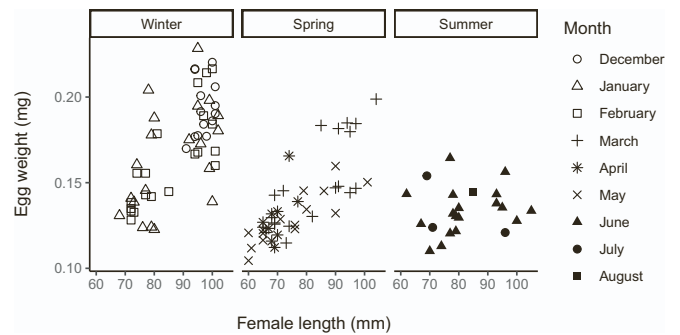 Winter Spring Summer
Month
December
January
February
March
April
May
June
July
August
Egg weight (mg)
0.20
0.15
0.10
60 70 80 90 100 60 70 80 90 100 60 70 80 90 100
Female length (mm)